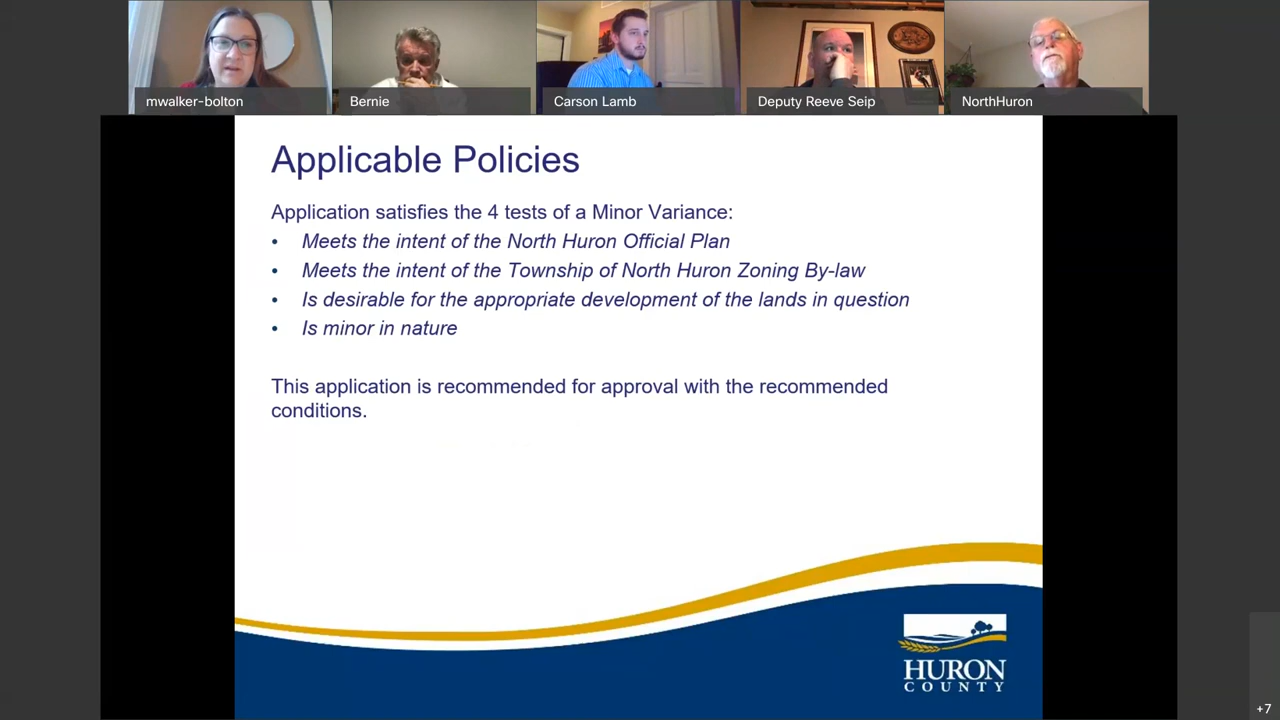 mwalker-bolton
Bernie
Carson Lamb
Deputy Reeve Seip
NorthHuron
Applicable Policies
Application satisfies the 4 tests of a Minor Variance:
• Meets the intent of the North Huron Official Plan
• Meets the intent of the Township of North Huron Zoning By-law
• Is desirable for the appropriate development of the lands in question
• Is minor in nature
This application is recommended for approval with the recommended
conditions.
HURON
COUNTY
+7